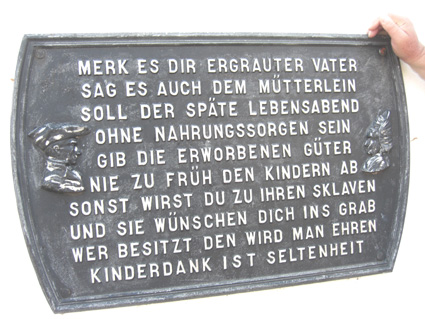 MERK ES DIR ERGRAUTER VATER
SAG ES AUCH DEM MÜTTERLEIN
SOLL DER SPÄTE LEBENSABEND
OHNE NAHRUNGSSORGEN SEIN
GIB DIE ERWORBENEN GÜTER
NIE ZU FRÜH DEN KINDERN AB
SONST WIRST DU ZU IHREN SKLAVEN
UND SIE WÜNSCHEN DICH INS GRAB
WER BESITZT DEN WIRD MAN EHREN
KINDERDANK IST SELTENHEIT